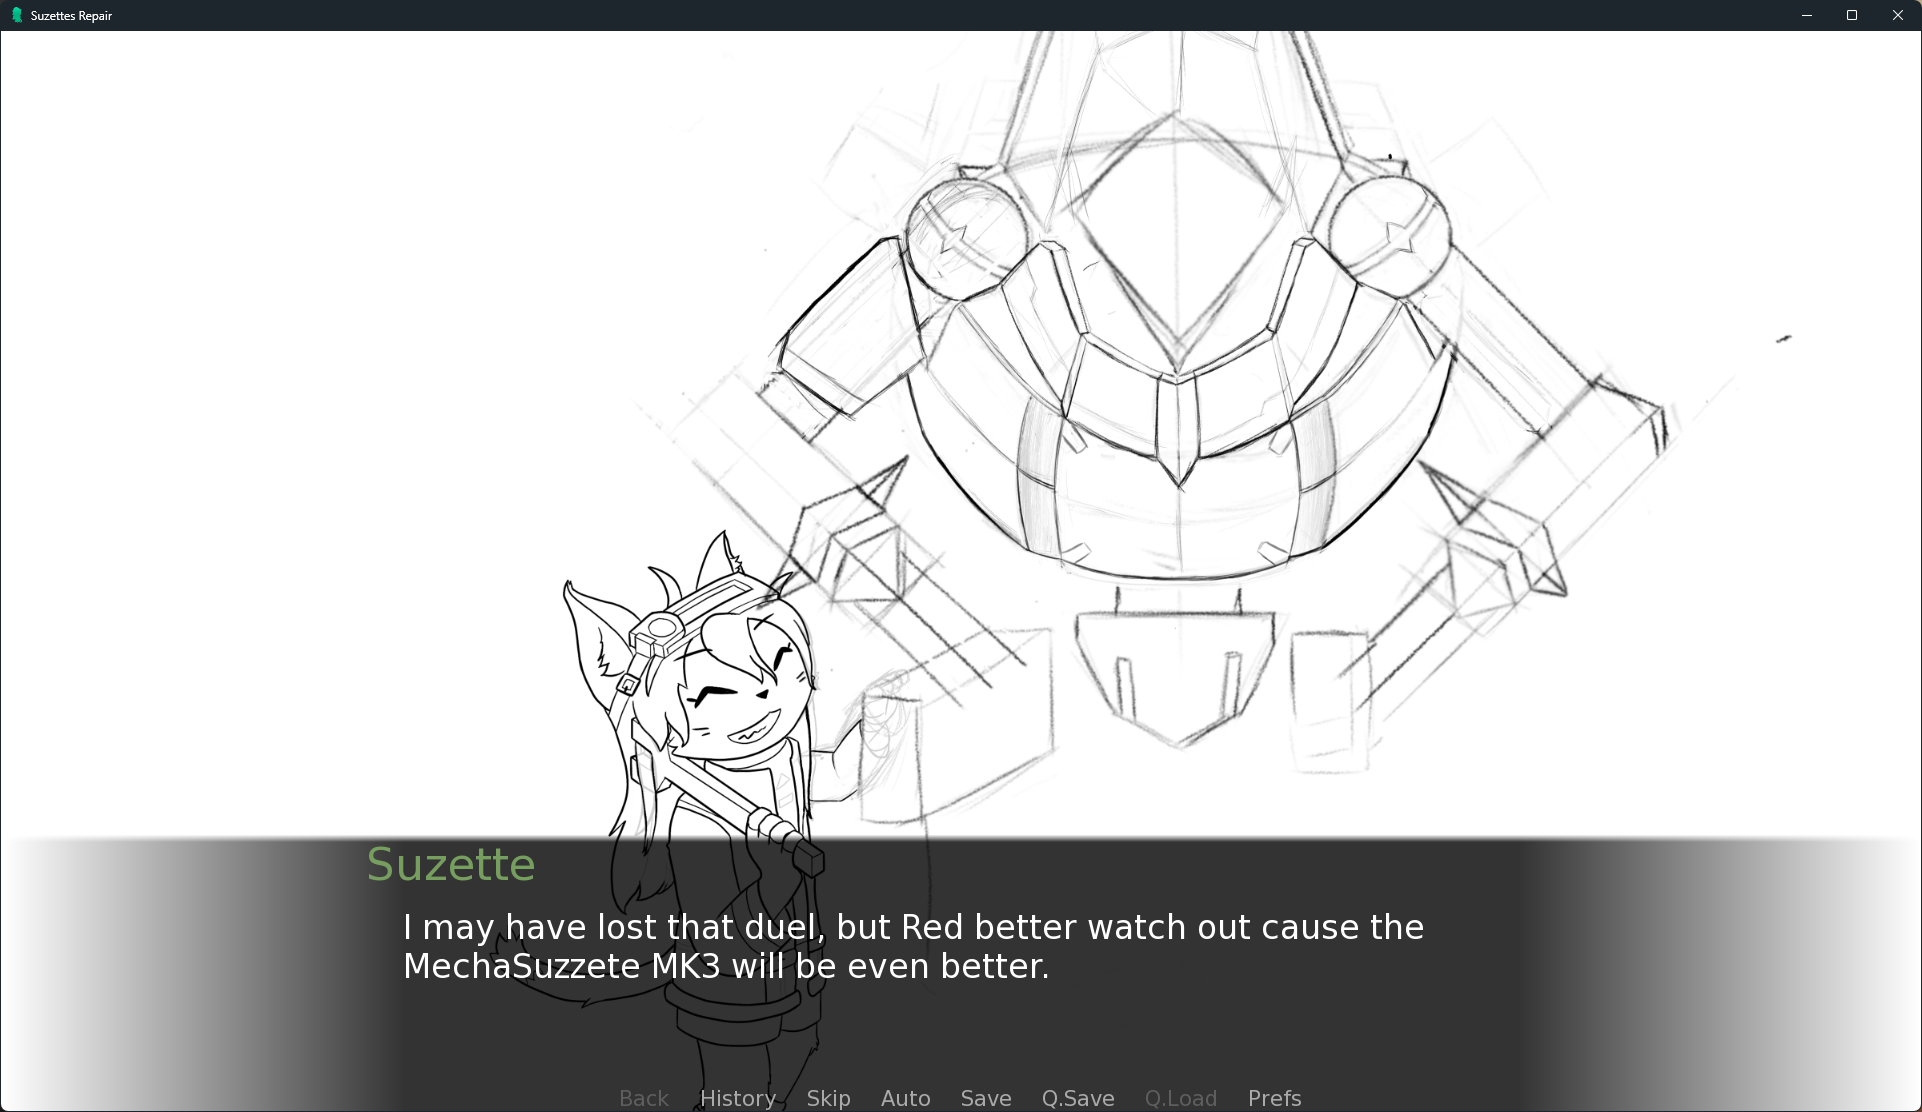 Suzettes Repair
Suzette
I may have lost that duel, but Red better watch out cause the
MechaSuzzete MK3 will be even better.
Back History Skip Auto Save Q.Save Q.Load Prefs